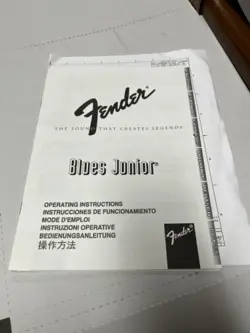 Fender®
THE SOUND THAT CREATES LEGENDS
Blues Junior®
OPERATING INSTRUCTIONS
INSTRUCCIONES DE FUNCIONAMIENTO
MODE D'EMPLOI
INSTRUZIONI OPERATIVE
BEDIENUNGSANLEITUNG
操作方法
Fender®